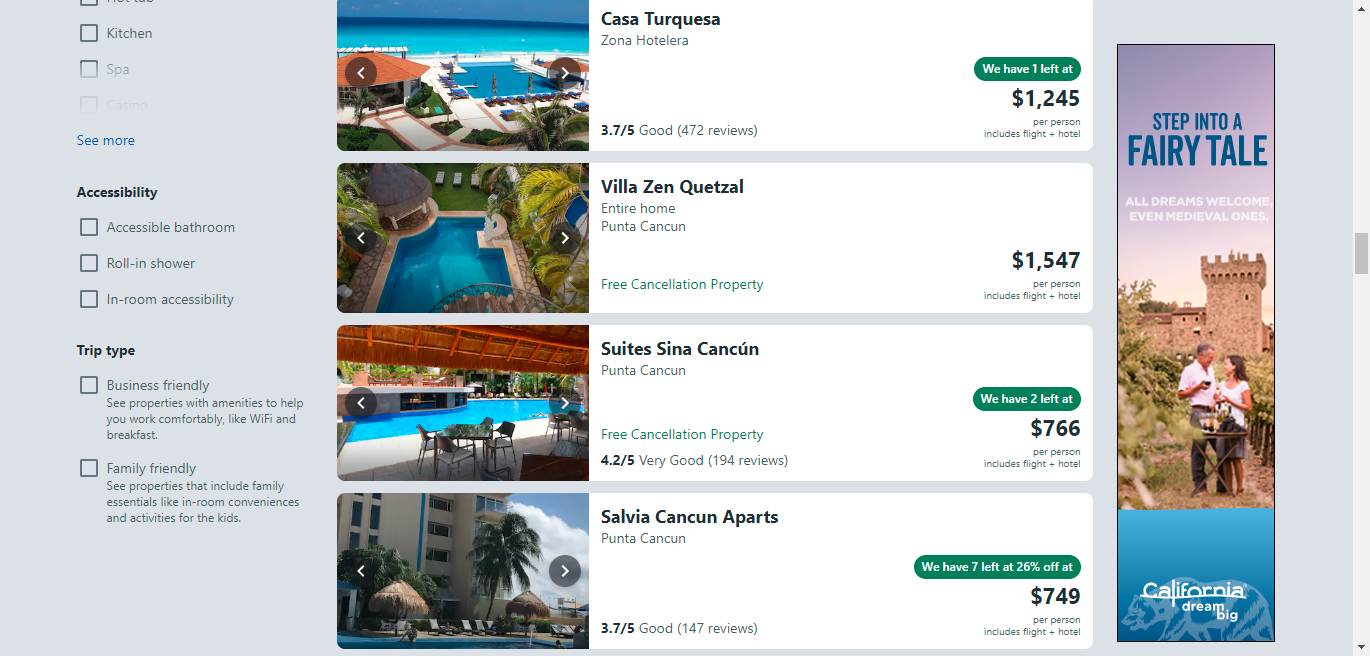 Hot tub
Kitchen
Spa
Casino
See more
Accessibility
Accessible bathroom
Roll-in shower
In-room accessibility
Trip type
Business friendly
See properties with amenities to help
you work comfortably, like WiFi and
breakfast.
Family friendly
See properties that include family
essentials like in-room conveniences
and activities for the kids.
Casa Turquesa
Zona Hotelera
We have 1 left at
$1,245
per person
includes flight + hotel
3.7/5 Good (472 reviews)
Villa Zen Quetzal
Entire home
Punta Cancun
$1,547
Free Cancellation Property
per person
includes flight + hotel
Suites Sina Cancún
Punta Cancun
We have 2 left at
$766
Free Cancellation Property
per person
includes flight + hotel
4.2/5 Very Good (194 reviews)
Salvia Cancun Aparts
Punta Cancun
We have 7 left at 26% off at
$749
per person
includes flight + hotel
3.7/5 Good (147 reviews)
STEP INTO A
FAIRY TALE
ALL DREAMS WELCOME,
EVEN MEDIEVAL ONES.
California
dream
big